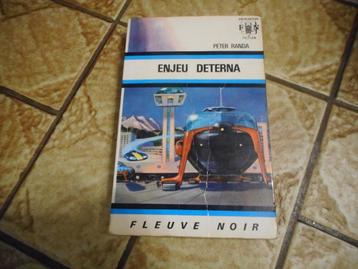 PETER RANDA
ENJEU DETERNA
FLEUVE NOIR